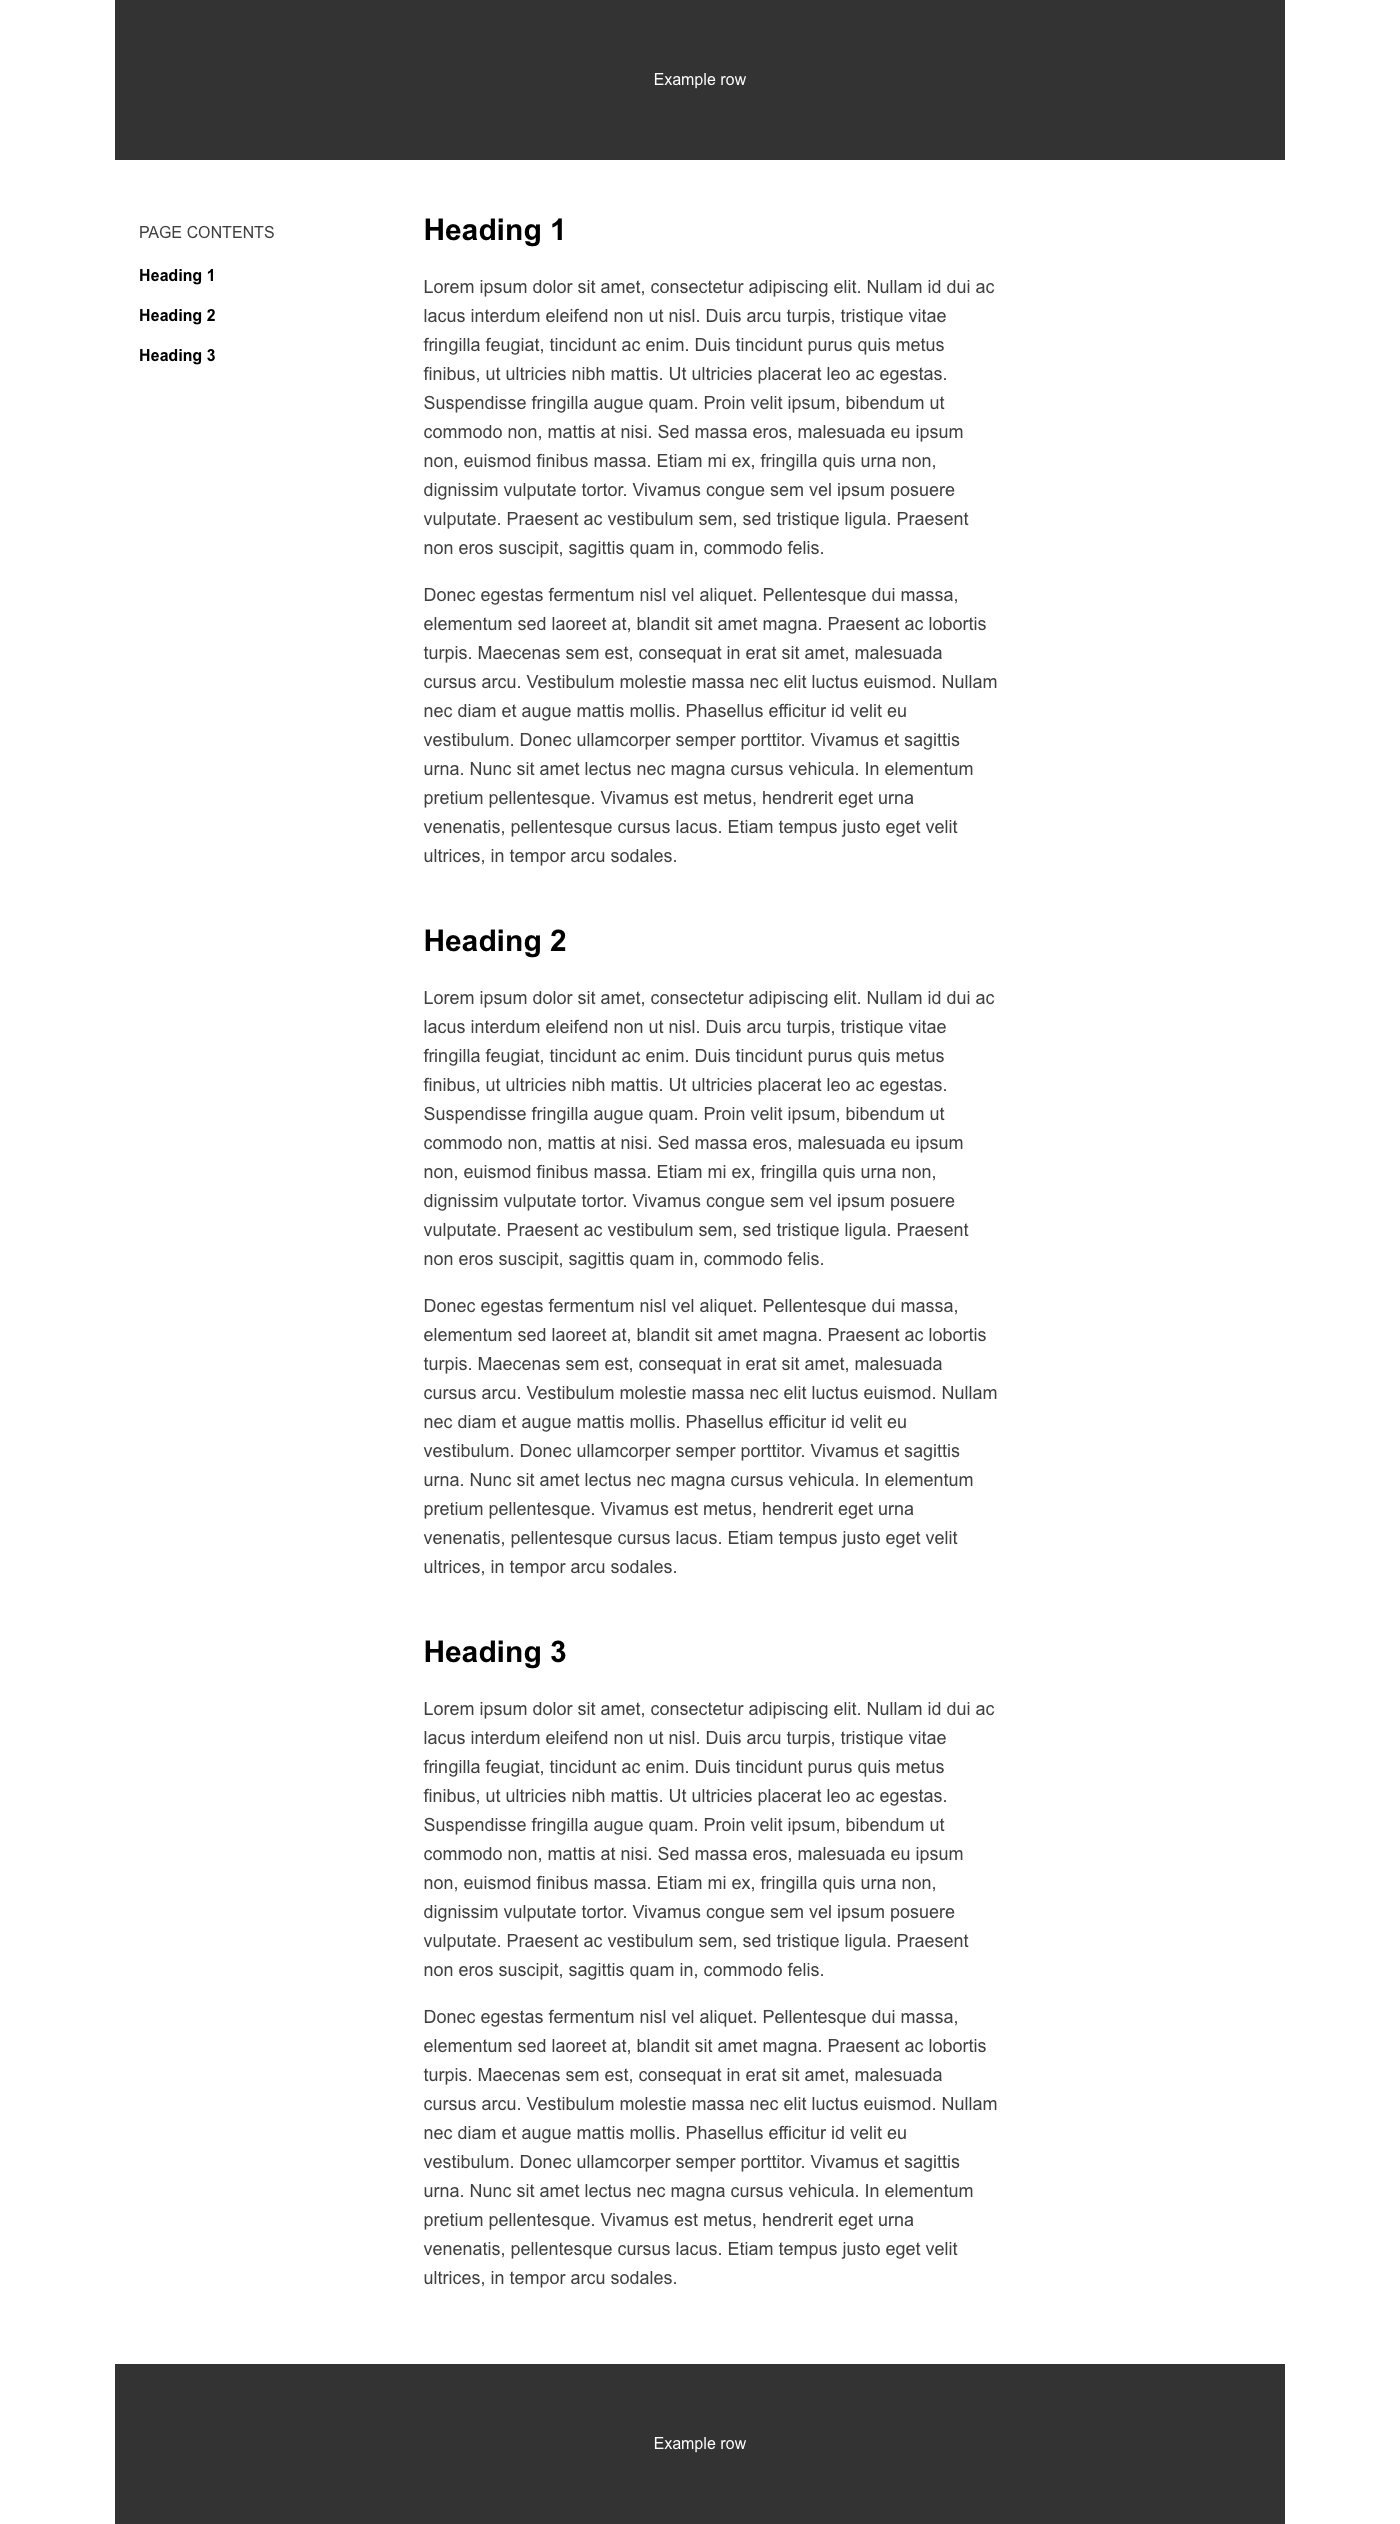 Example row
PAGE CONTENTS
Heading 1
Heading 2
Heading 3
Heading 1
Lorem ipsum dolor sit amet, consectetur adipiscing elit. Nullam id dui ac
lacus interdum eleifend non ut nisl. Duis arcu turpis, tristique vitae
fringilla feugiat, tincidunt ac enim. Duis tincidunt purus quis metus
finibus, ut ultricies nibh mattis. Ut ultricies placerat leo ac egestas.
Suspendisse fringilla augue quam. Proin velit ipsum, bibendum ut
commodo non, mattis at nisi. Sed massa eros, malesuada eu ipsum
non, euismod finibus massa. Etiam mi ex, fringilla quis urna non,
dignissim vulputate tortor. Vivamus congue sem vel ipsum posuere
vulputate. Praesent ac vestibulum sem, sed tristique ligula. Praesent
non eros suscipit, sagittis quam in, commodo felis.
Donec egestas fermentum nisl vel aliquet. Pellentesque dui massa,
elementum sed laoreet at, blandit sit amet magna. Praesent ac lobortis
turpis. Maecenas sem est, consequat in erat sit amet, malesuada
cursus arcu. Vestibulum molestie massa nec elit luctus euismod. Nullam
nec diam et augue mattis mollis. Phasellus efficitur id velit eu
vestibulum. Donec ullamcorper semper porttitor. Vivamus et sagittis
urna. Nunc sit amet lectus nec magna cursus vehicula. In elementum
pretium pellentesque. Vivamus est metus, hendrerit eget urna
venenatis, pellentesque cursus lacus. Etiam tempus justo eget velit
ultrices, in tempor arcu sodales.
Heading 2
Lorem ipsum dolor sit amet, consectetur adipiscing elit. Nullam id dui ac
lacus interdum eleifend non ut nisl. Duis arcu turpis, tristique vitae
fringilla feugiat, tincidunt ac enim. Duis tincidunt purus quis metus
finibus, ut ultricies nibh mattis. Ut ultricies placerat leo ac egestas.
Suspendisse fringilla augue quam. Proin velit ipsum, bibendum ut
commodo non, mattis at nisi. Sed massa eros, malesuada eu ipsum
non, euismod finibus massa. Etiam mi ex, fringilla quis urna non,
dignissim vulputate tortor. Vivamus congue sem vel ipsum posuere
vulputate. Praesent ac vestibulum sem, sed tristique ligula. Praesent
non eros suscipit, sagittis quam in, commodo felis.
Donec egestas fermentum nisl vel aliquet. Pellentesque dui massa,
elementum sed laoreet at, blandit sit amet magna. Praesent ac lobortis
turpis. Maecenas sem est, consequat in erat sit amet, malesuada
cursus arcu. Vestibulum molestie massa nec elit luctus euismod. Nullam
nec diam et augue mattis mollis. Phasellus efficitur id velit eu
vestibulum. Donec ullamcorper semper porttitor. Vivamus et sagittis
urna. Nunc sit amet lectus nec magna cursus vehicula. In elementum
pretium pellentesque. Vivamus est metus, hendrerit eget urna
venenatis, pellentesque cursus lacus. Etiam tempus justo eget velit
ultrices, in tempor arcu sodales.
Heading 3
Lorem ipsum dolor sit amet, consectetur adipiscing elit. Nullam id dui ac
lacus interdum eleifend non ut nisl. Duis arcu turpis, tristique vitae
fringilla feugiat, tincidunt ac enim. Duis tincidunt purus quis metus
finibus, ut ultricies nibh mattis. Ut ultricies placerat leo ac egestas.
Suspendisse fringilla augue quam. Proin velit ipsum, bibendum ut
commodo non, mattis at nisi. Sed massa eros, malesuada eu ipsum
non, euismod finibus massa. Etiam mi ex, fringilla quis urna non,
dignissim vulputate tortor. Vivamus congue sem vel ipsum posuere
vulputate. Praesent ac vestibulum sem, sed tristique ligula. Praesent
non eros suscipit, sagittis quam in, commodo felis.
Donec egestas fermentum nisl vel aliquet. Pellentesque dui massa,
elementum sed laoreet at, blandit sit amet magna. Praesent ac lobortis
turpis. Maecenas sem est, consequat in erat sit amet, malesuada
cursus arcu. Vestibulum molestie massa nec elit luctus euismod. Nullam
nec diam et augue mattis mollis. Phasellus efficitur id velit eu
vestibulum. Donec ullamcorper semper porttitor. Vivamus et sagittis
urna. Nunc sit amet lectus nec magna cursus vehicula. In elementum
pretium pellentesque. Vivamus est metus, hendrerit eget urna
venenatis, pellentesque cursus lacus. Etiam tempus justo eget velit
ultrices, in tempor arcu sodales.
Example row